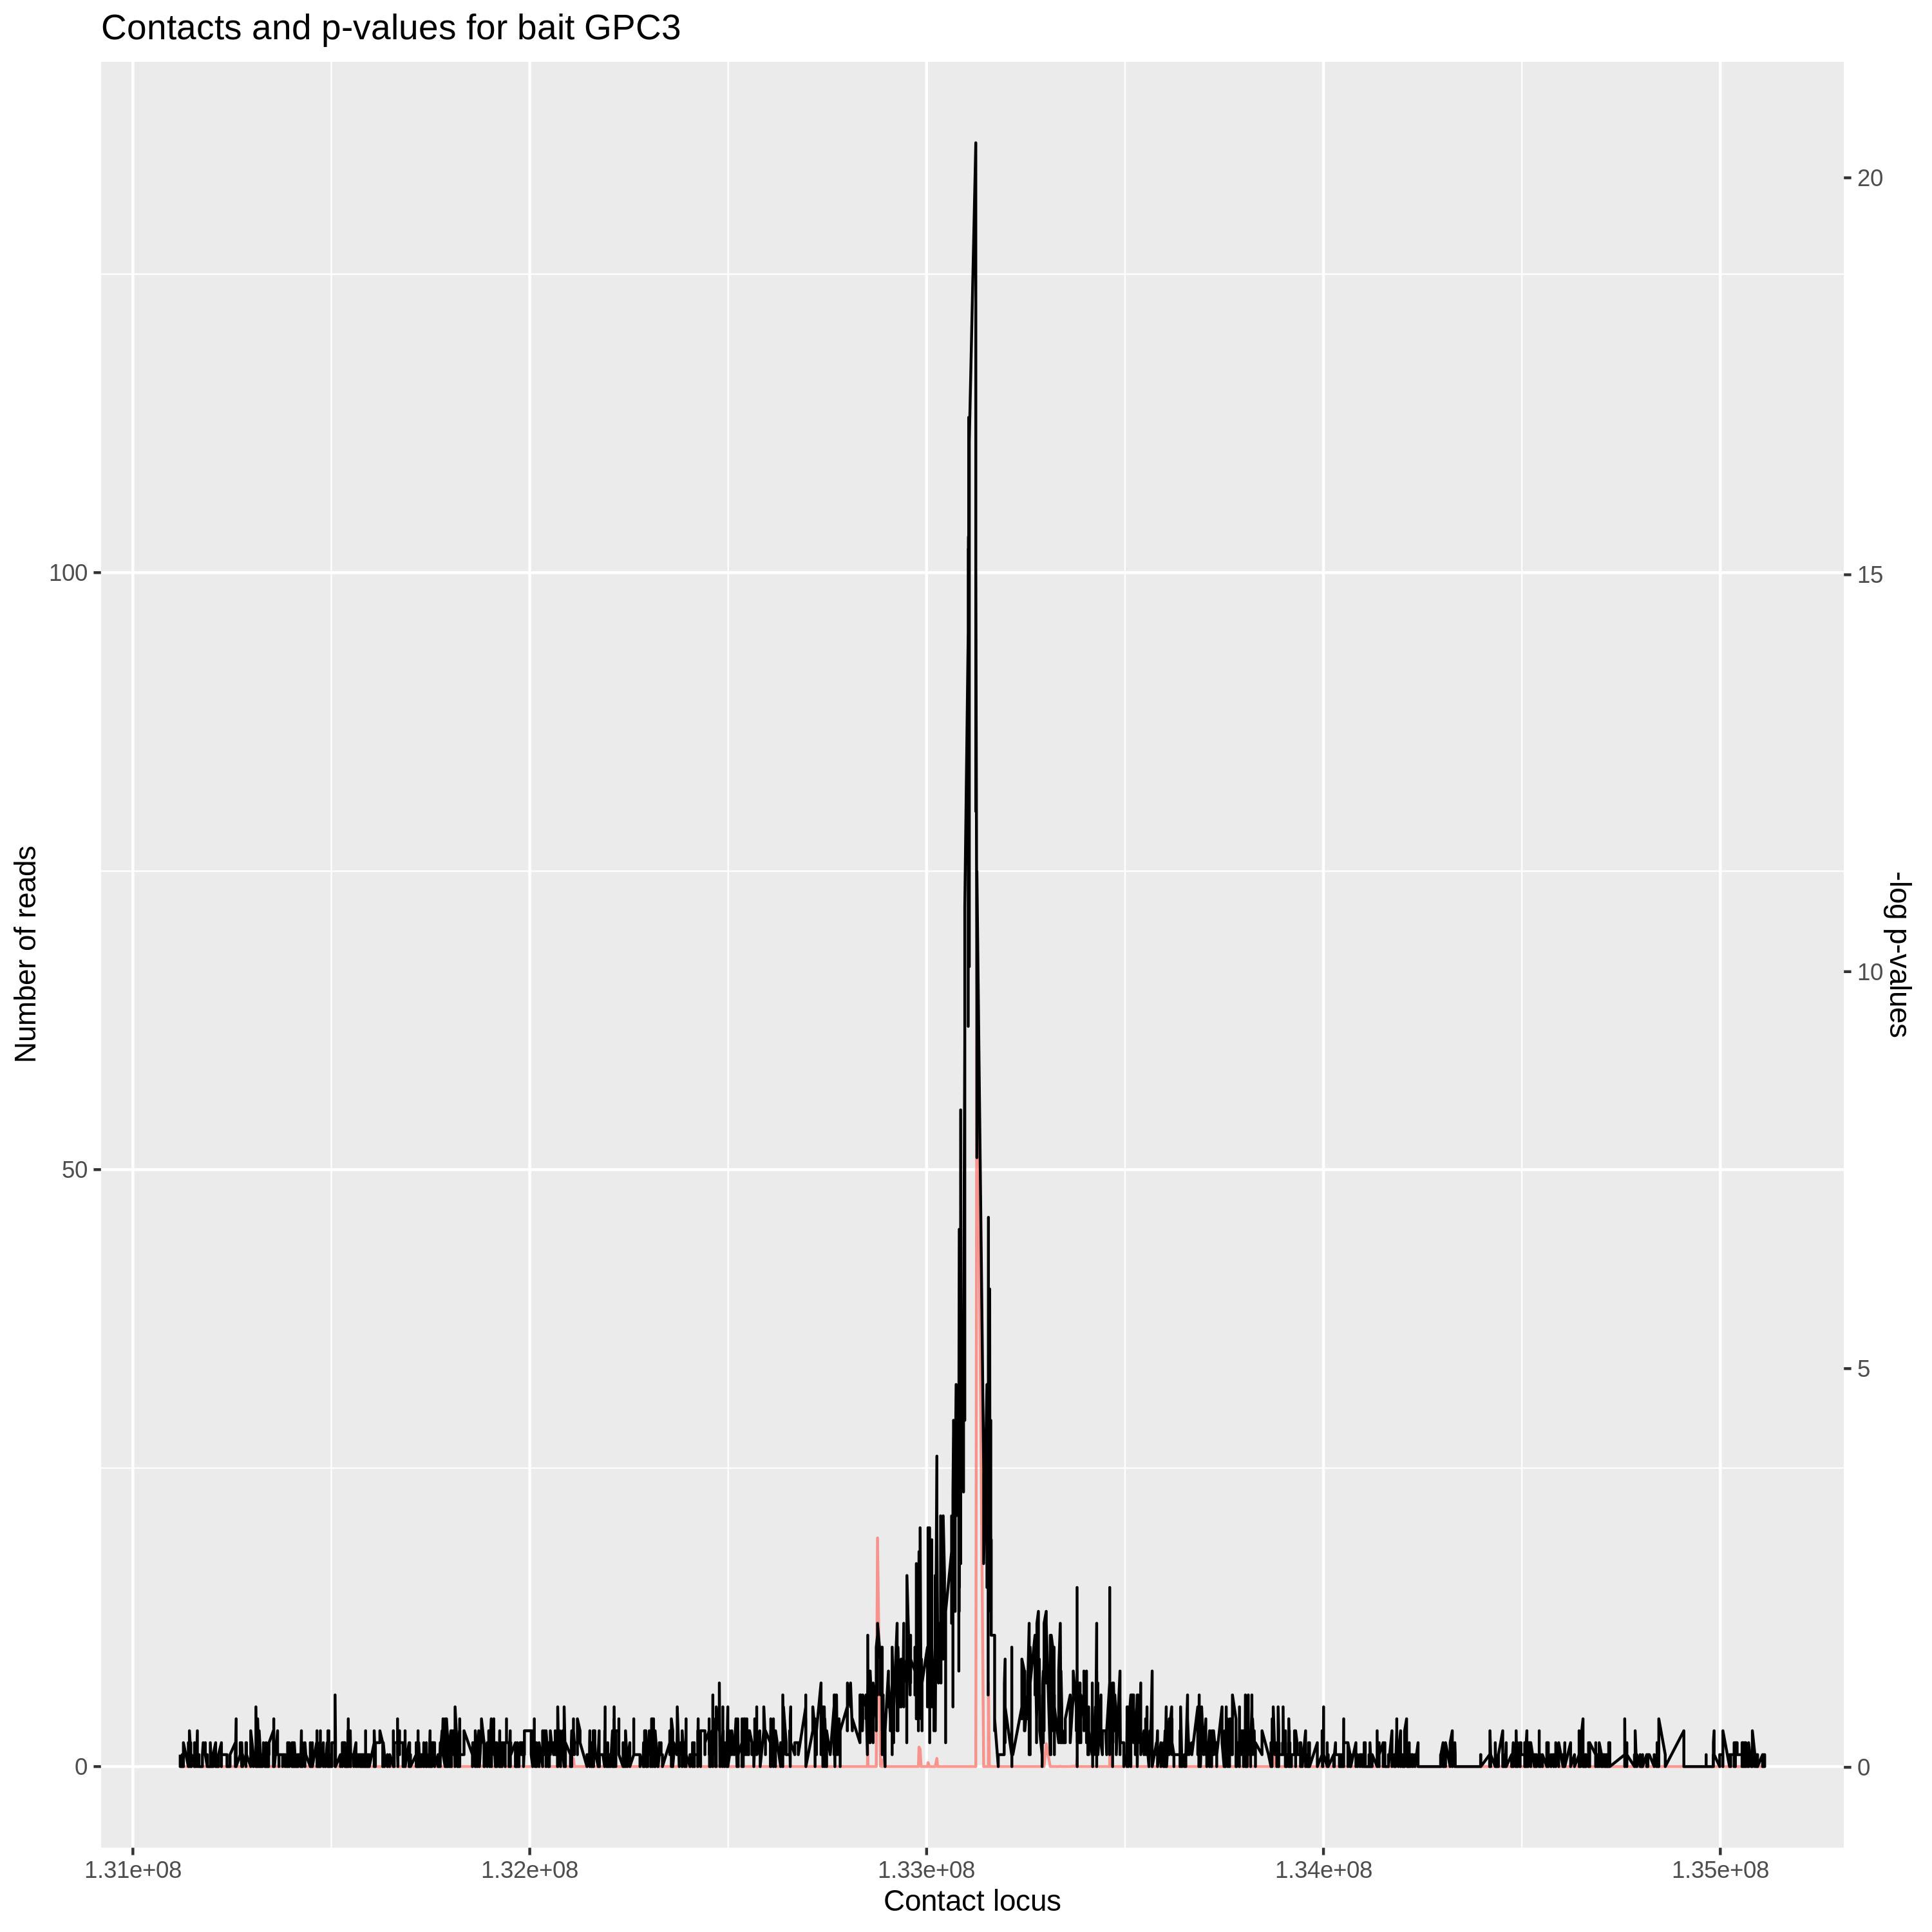 Contacts and p-values for bait GPC3
Number of reads
100
50
0
20
15
10
5
0
-log p-values
1.31e+08 1.32e+08 1.33e+08 1.34e+08 1.35e+08
Contact locus